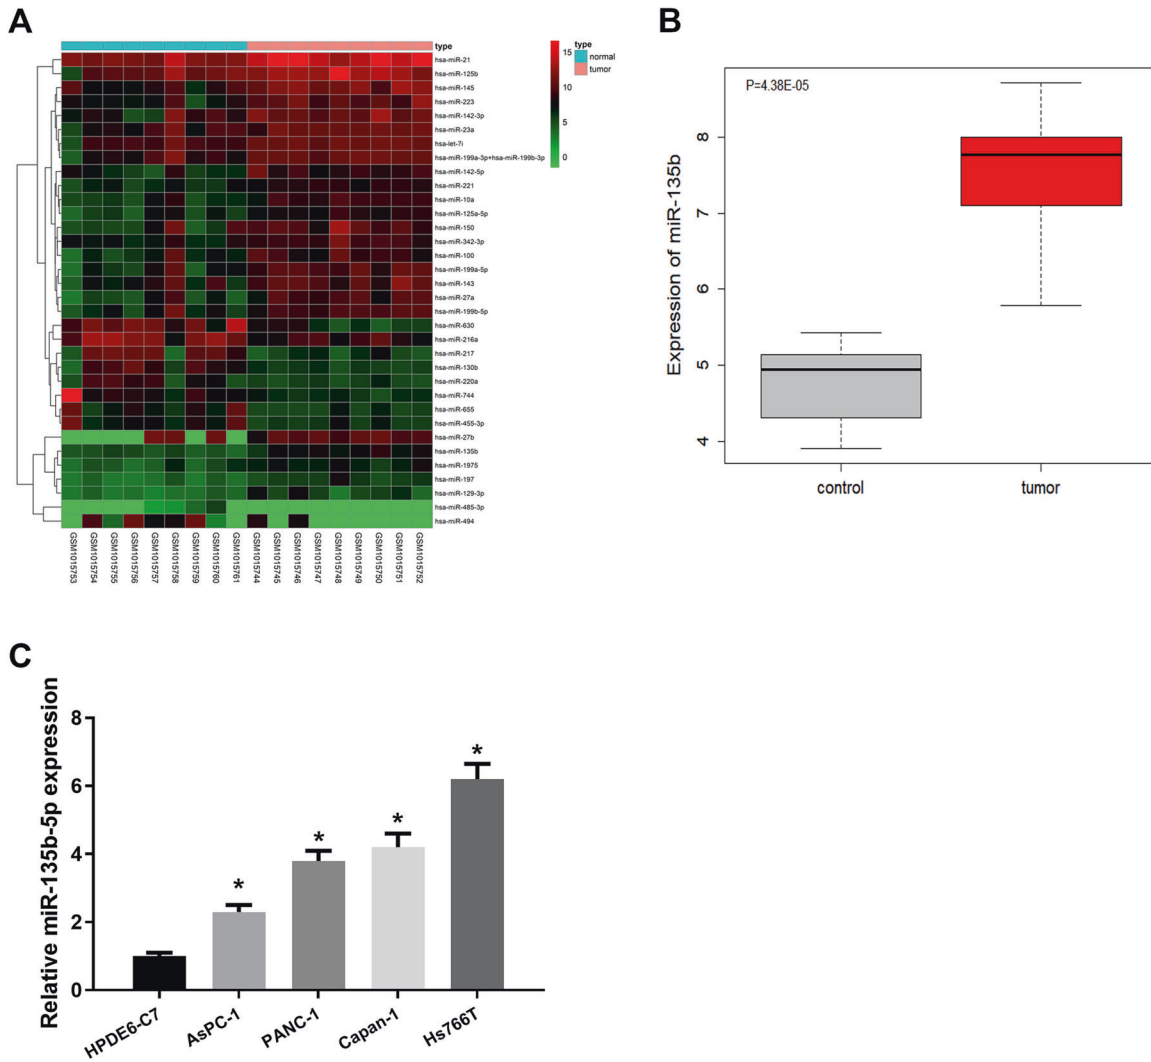 A
type
hsa-miR-21
hsa-miR-125b
hsa-miR-145
hsa-miR-223
hsa-miR-142-3p
hsa-miR-23a
hsa-let-7i
hsa-miR-199a-3p+hsa-miR-199b-3p
hsa-miR-142-5p
hsa-miR-221
hsa-miR-10a
hsa-miR-125a-5p
hsa-miR-150
hsa-miR-342-3p
hsa-miR-100
hsa-miR-199a-5p
hsa-miR-143
hsa-miR-27a
hsa-miR-199b-5p
hsa-miR-630
hsa-miR-216a
hsa-miR-217
hsa-miR-130b
hsa-miR-220a
hsa-miR-744
hsa-miR-655
hsa-miR-455-3p
hsa-miR-27b
hsa-miR-135b
hsa-miR-1975
hsa-miR-197
hsa-miR-129-3p
hsa-miR-485-3p
hsa-miR-494
GSM1015753
GSM1015754
GSM1015755
GSM1015756
GSM1015757
GSM1015758
GSM1015759
GSM1015760
GSM1015761
GSM1015744
GSM1015745
GSM1015746
GSM1015747
GSM1015748
GSM1015749
GSM1015750
GSM1015751
GSM1015752
15
10
5
0
type
normal
tumor
B
P=4.38E-05
Expression of miR-135b
8
7
6
5
4
control
tumor
C
Relative miR-135b-5p expression
8
6
4
2
0
*
*
*
*
HPDE6-C7
AsPC-1
PANC-1
Capan-1
Hs766T